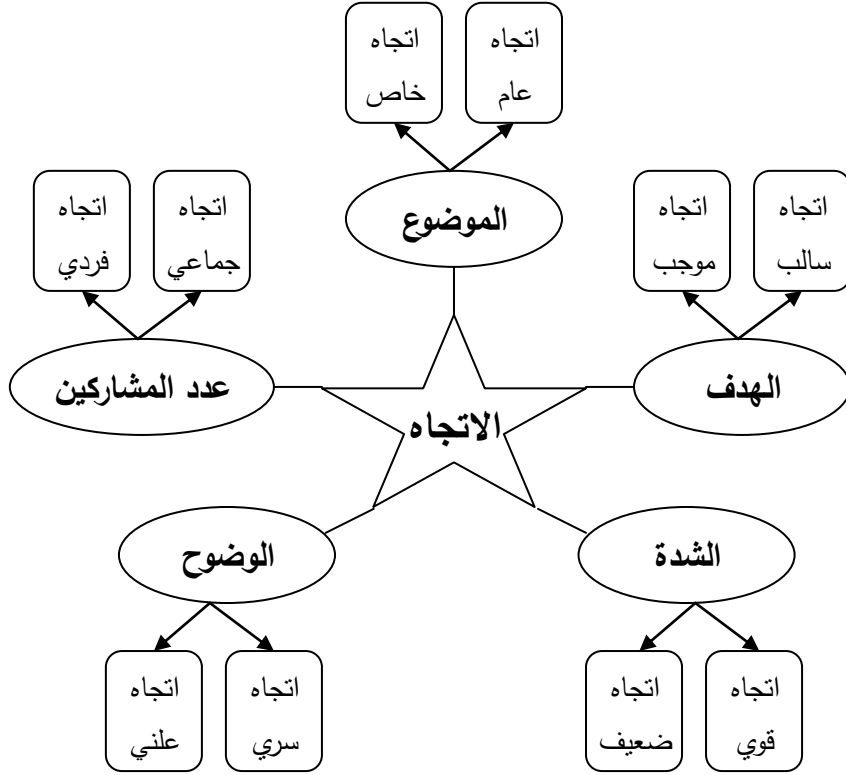 اتجاه
عام
اتجاه
خاص
الموضوع
اتجاه
سالب
اتجاه
موجب
الهدف
اتجاه
جماعي
اتجاه
فردي
عدد المشاركين
الاتجاه
الشدة
اتجاه
قوي
اتجاه
ضعيف
الوضوح
اتجاه
سري
اتجاه
علني